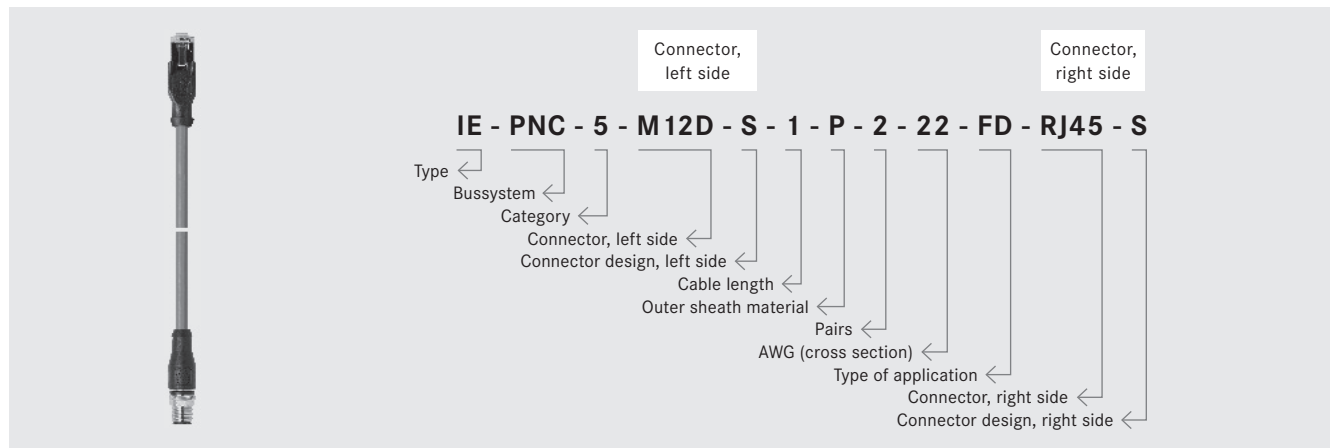 Connector,
left side
Connector,
right side
IE - PNC - 5 - M12D - S - 1 - P - 2 - 22 - FD - RJ45 - S
Type
Bussystem
Category
Connector, left side
Connector design, left side
Cable length
Outer sheath material
Pairs
AWG (cross section)
Type of application
Connector, right side
Connector design, right side